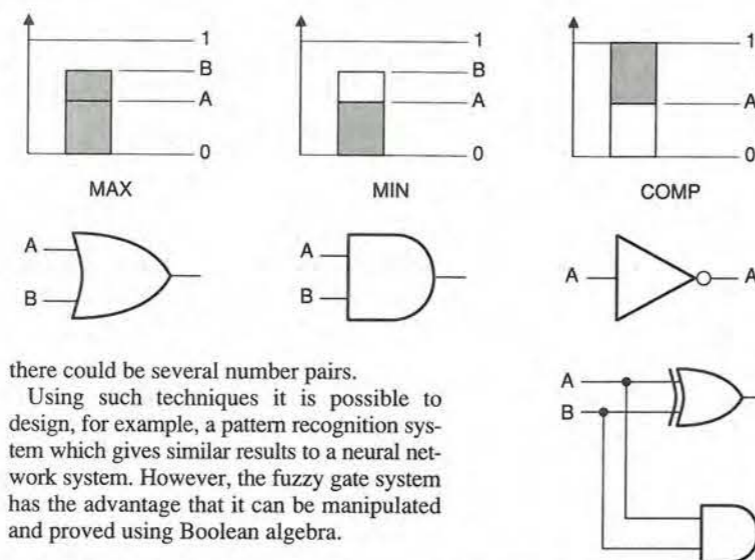 1
B
A
0
MAX
1
B
A
0
MIN
1
A
0
COMP
A
B
A
B
A
A
there could be several number pairs.
Using such techniques it is possible to
design, for example, a pattern recognition sys-
tem which gives similar results to a neural net-
work system. However, the fuzzy gate system
has the advantage that it can be manipulated
and proved using Boolean algebra.
A
B